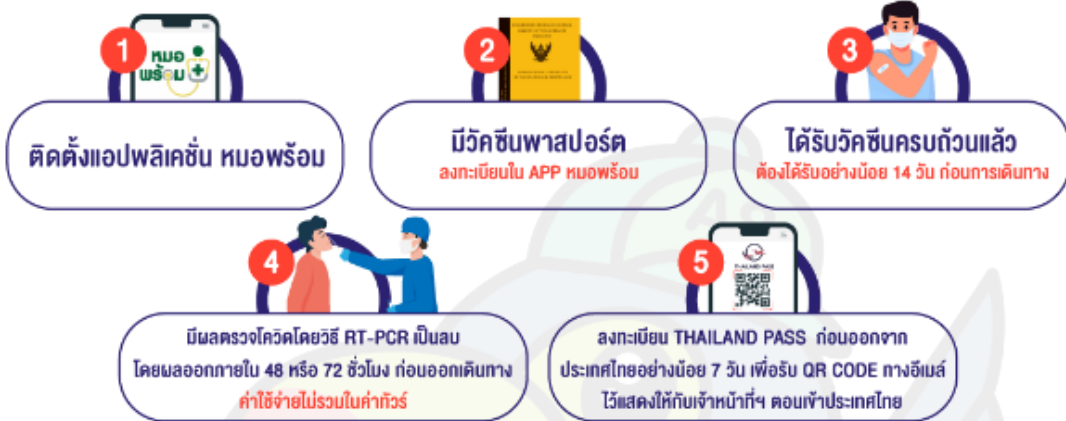 1
หมอ
พร้อม
ติดตั้งแอปพลิเคชั่น หมอพร้อม
2
มีวัคซีนพาสปอร์ต
ลงทะเบียนใน APP หมอพร้อม
3
ได้รับวัคซีนครบถ้วนแล้ว
ต้องได้รับอย่างน้อย 14 วัน ก่อนการเดินทาง
4
มีผลตรวจโควิดโดยวิธี RT-PCR เป็นลบ
โดยผลออกภายใน 48 หรือ 72 ชั่วโมง ก่อนออกเดินทาง
ค่าใช้จ่ายไม่รวมในค่าทัวร์
5
THAILAND PASS
ลงทะเบียน THAILAND PASS ก่อนออกจาก
ประเทศไทยอย่างน้อย 7 วัน เพื่อรับ QR CODE ทางอีเมล์
ไว้แสดงให้กับเจ้าหน้าที่ฯ ตอนเข้าประเทศไทย